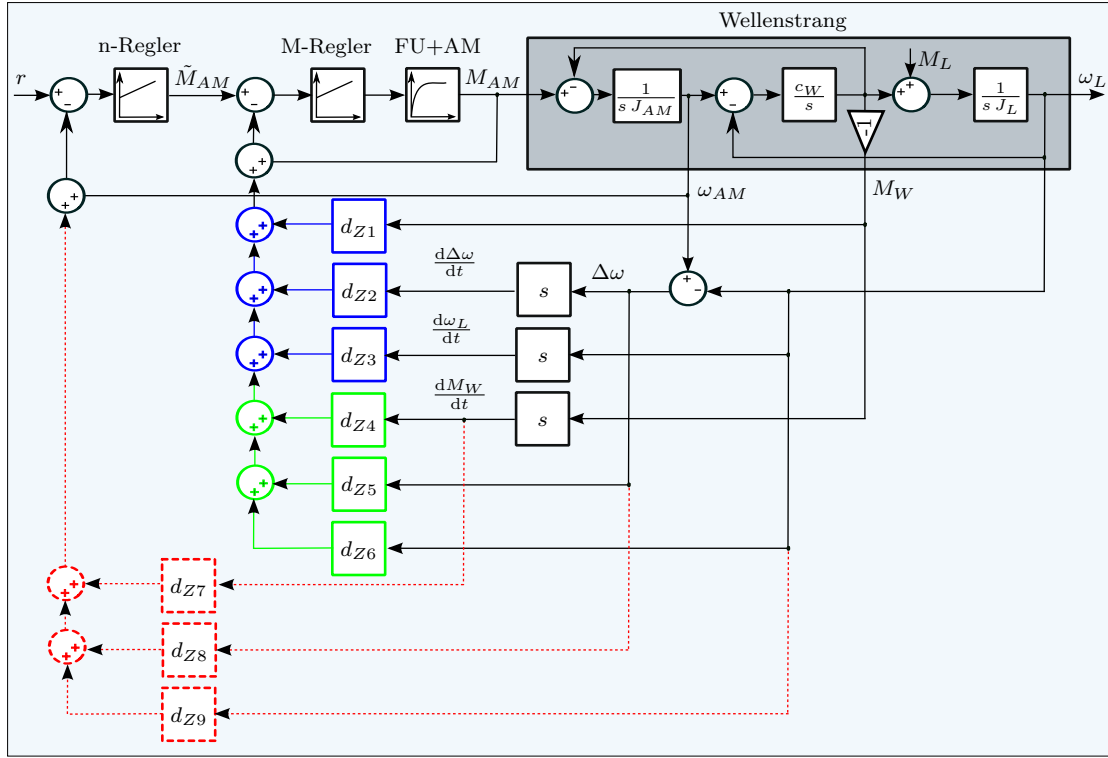 Wellenstrang
n-Regler
M-Regler
FU+AM
r
+
-
M̃_AM
+
-
M_AM
+
-
1/(s J_AM)
+
-
c_W/s
-1
M_L
+
+
1/(s J_L)
ω_L
+
+
+
+
ω_AM
M_W
+
+
d_Z1
dΔω/dt
Δω
+
-
+
+
d_Z2
s
dω_L/dt
+
+
d_Z3
s
dM_W/dt
+
+
d_Z4
s
+
+
d_Z5
d_Z6
+
+
d_Z7
+
+
d_Z8
d_Z9